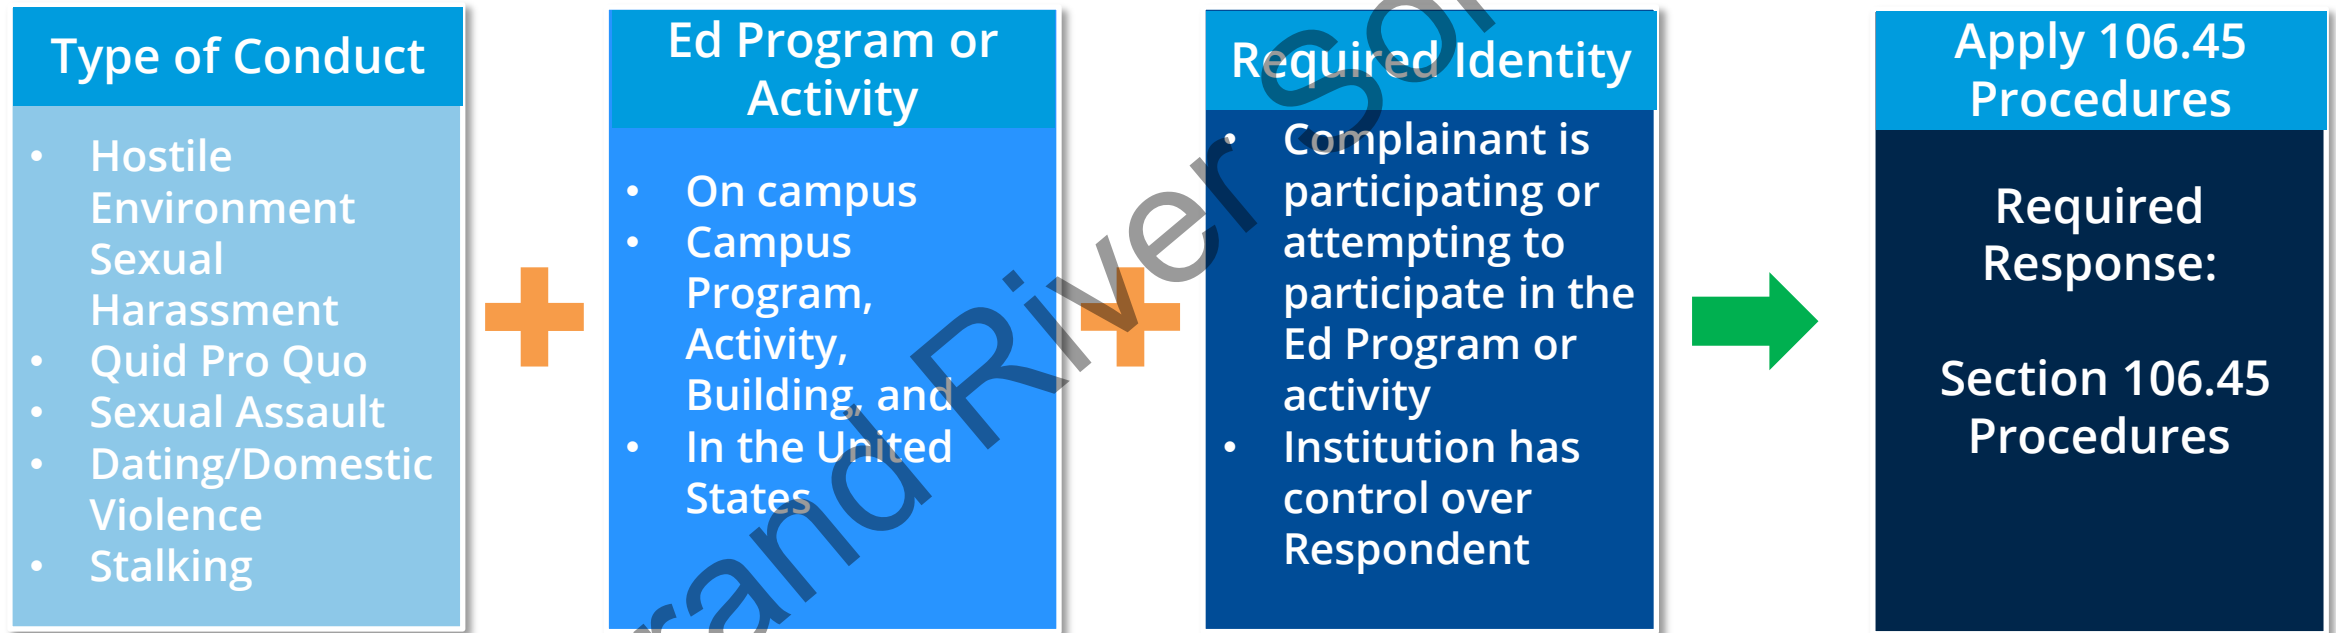 Type of Conduct
• Hostile
Environment
Sexual
Harassment
• Quid Pro Quo
• Sexual Assault
• Dating/Domestic
Violence
• Stalking
Ed Program or
Activity
• On campus
• Campus
Program,
Activity,
Building, and
• In the United
States
Required Identity
• Complainant is
participating or
attempting to
participate in the
Ed Program or
activity
• Institution has
control over
Respondent
Apply 106.45
Procedures
Required
Response:
Section 106.45
Procedures
River